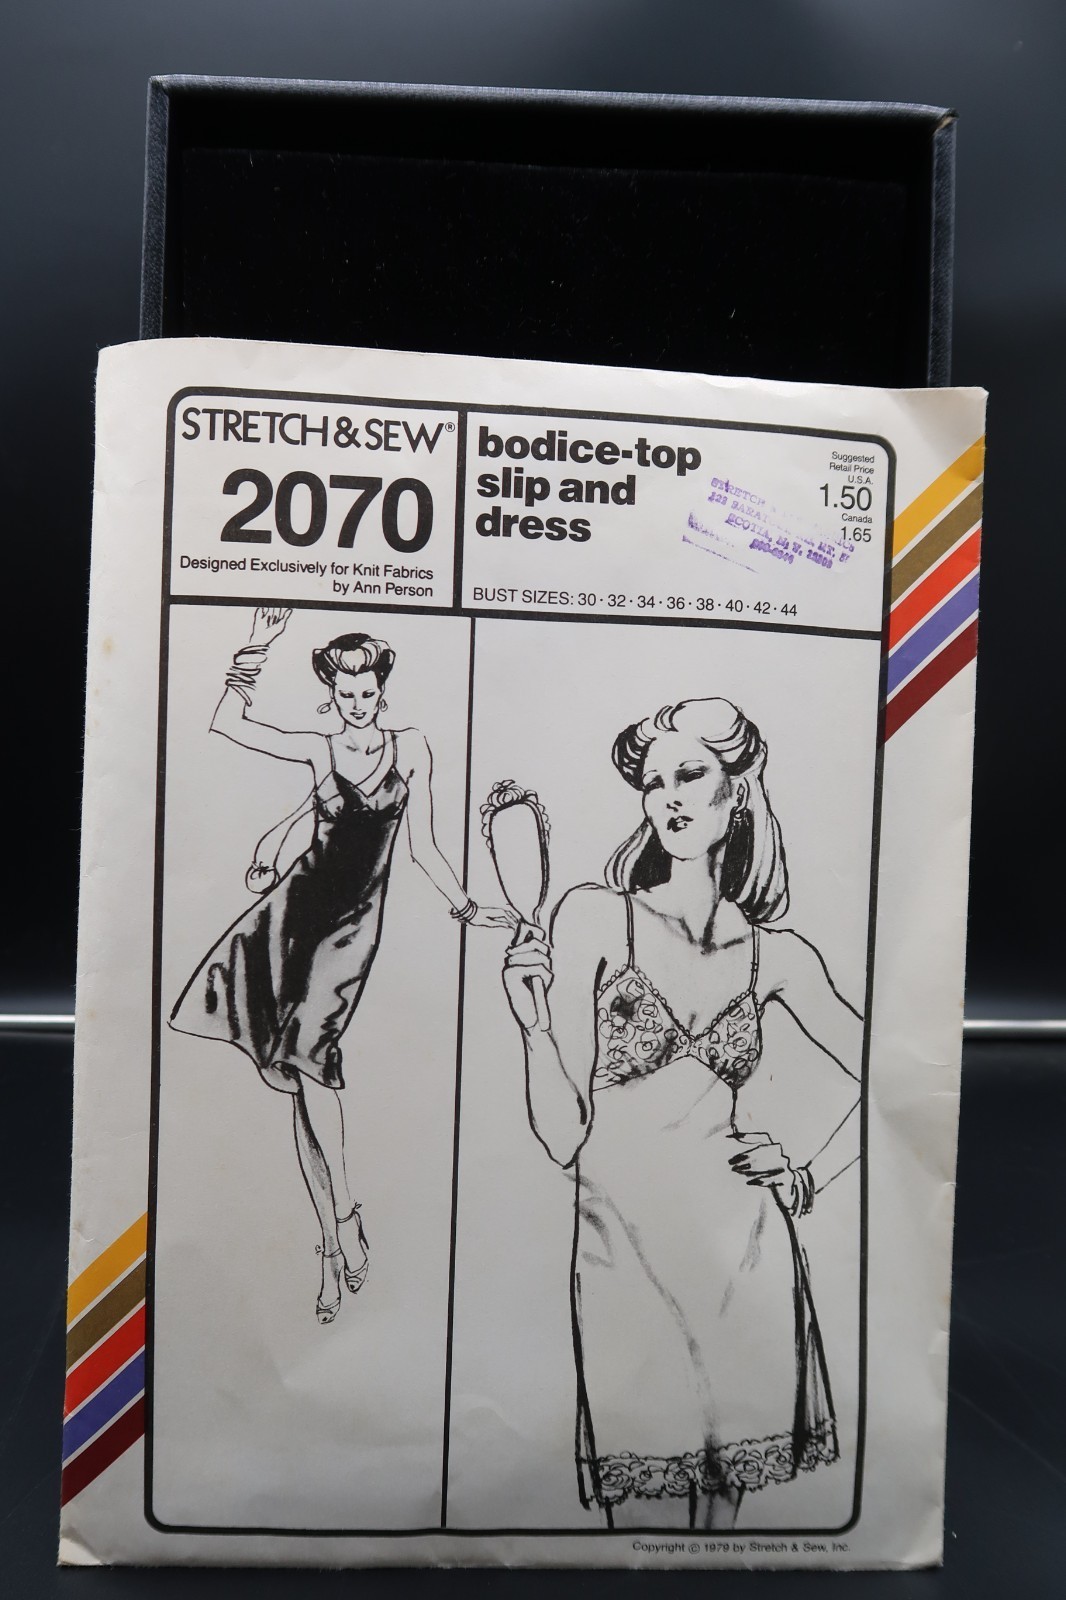 STRETCH & SEW®
2070
Designed Exclusively for Knit Fabrics
by Ann Person
bodice-top
slip and
dress
Suggested
Retail Price
U.S.A.
1.50
Canada
1.65
STRETCH &
SCOTIA, N. Y.
BUST SIZES: 30 · 32 · 34 · 36 · 38 · 40 · 42 · 44
Copyright © 1979 by Stretch & Sew, Inc.